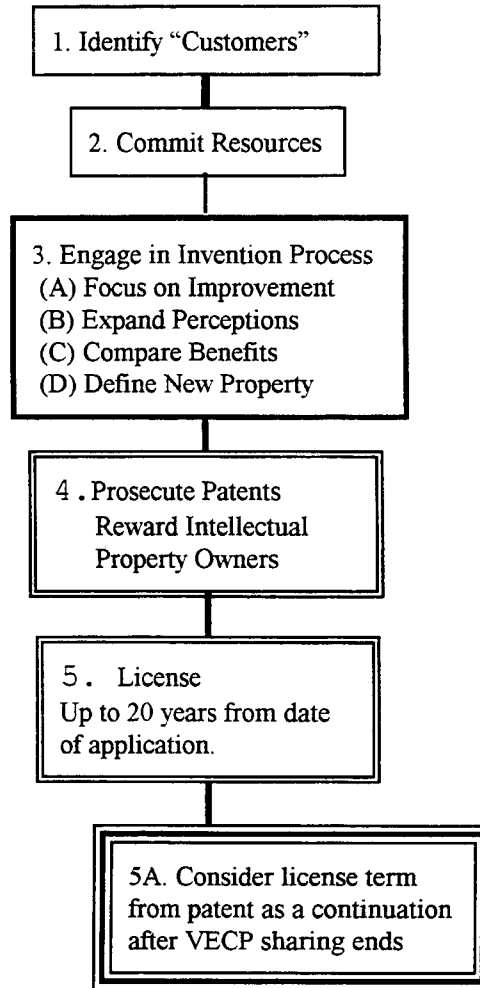 1. Identify “Customers”
2. Commit Resources
3. Engage in Invention Process
(A) Focus on Improvement
(B) Expand Perceptions
(C) Compare Benefits
(D) Define New Property
4. Prosecute Patents
Reward Intellectual
Property Owners
5. License
Up to 20 years from date
of application.
5A. Consider license term
from patent as a continuation
after VECP sharing ends